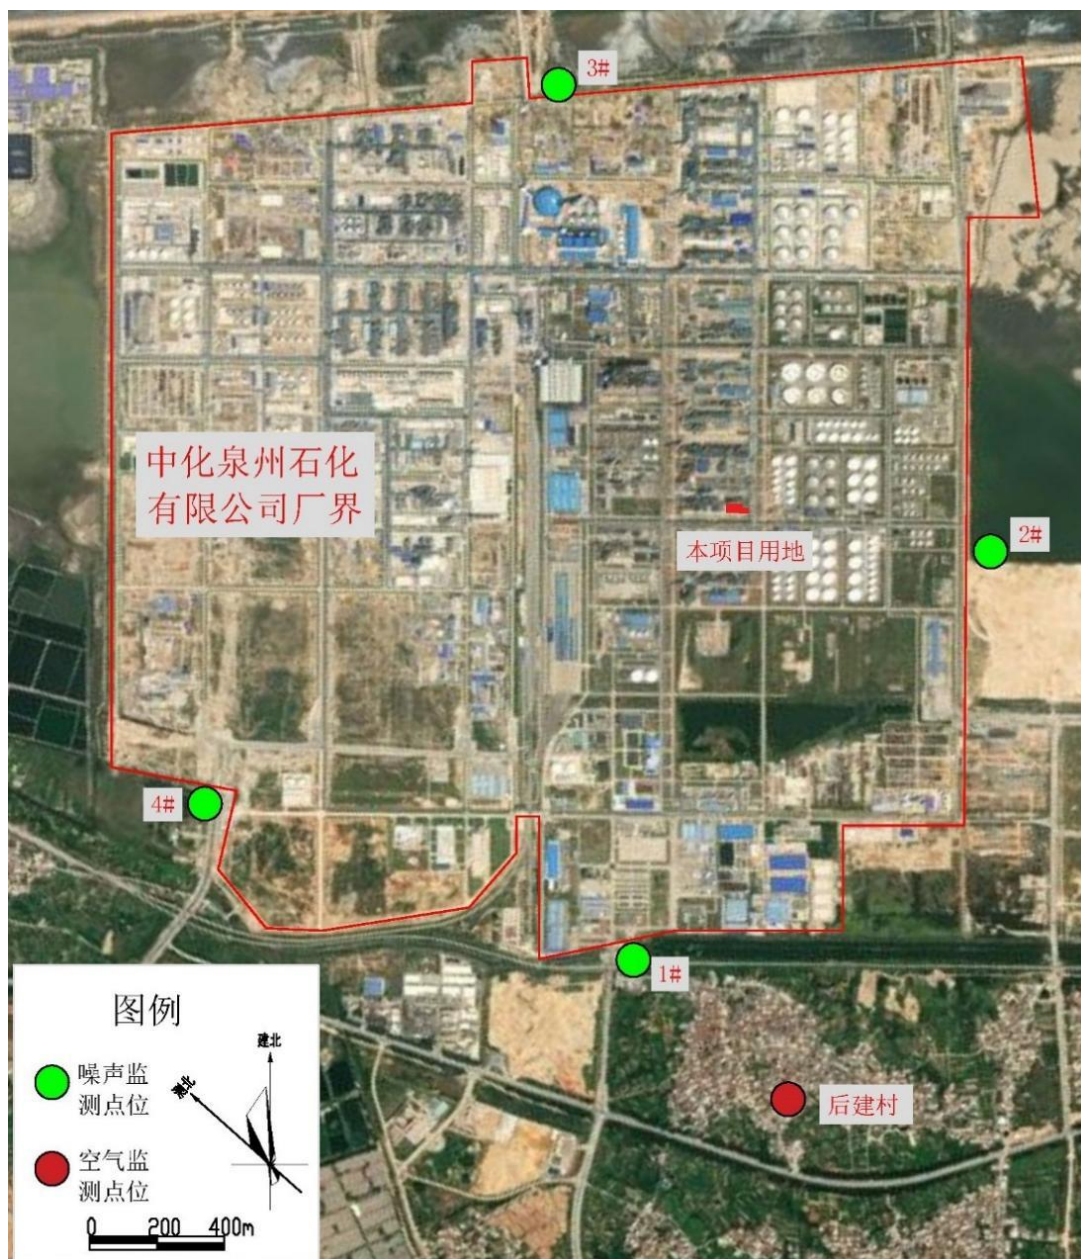 3#
中化泉州石化
有限公司厂界
本项目用地
2#
4#
1#
后建村
图例
建北
测北
噪声监
测点位
空气监
测点位
0 200 400m